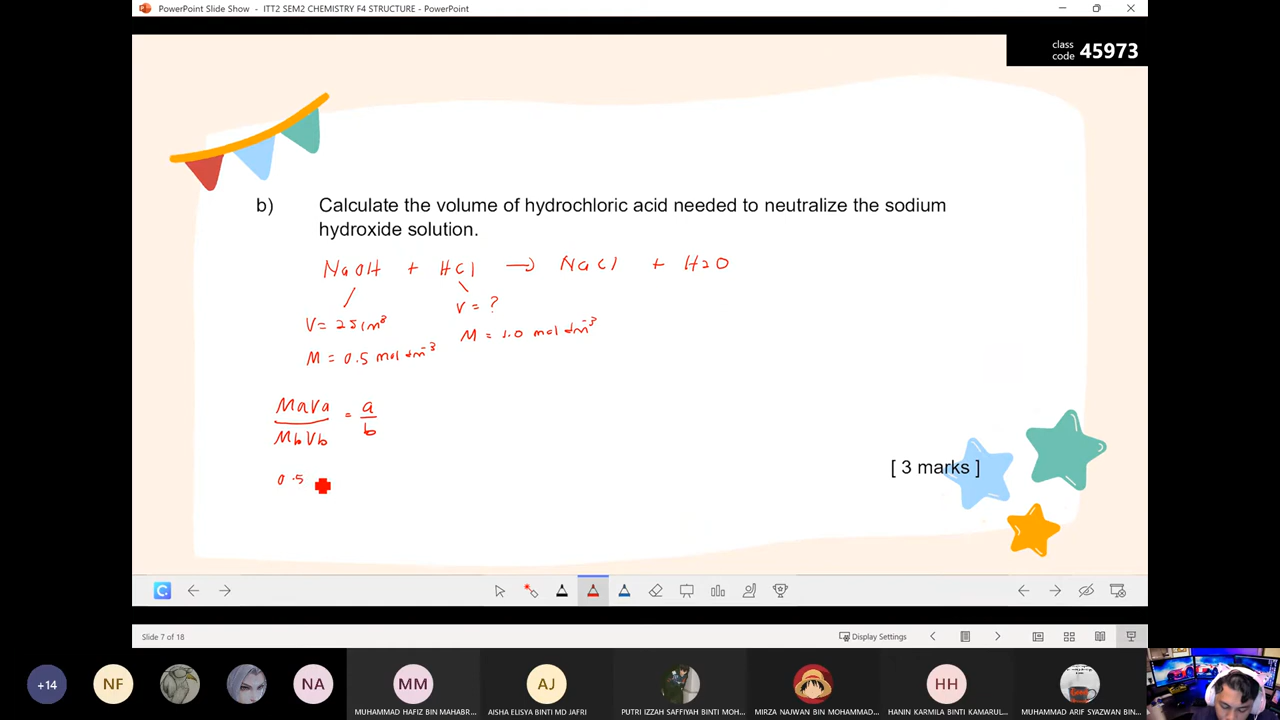 PowerPoint Slide Show - ITT2 SEM2 CHEMISTRY F4 STRUCTURE - PowerPoint
class code 45973
b) Calculate the volume of hydrochloric acid needed to neutralize the sodium
hydroxide solution.
NaOH + HCl → NaCl + H2O
V = ?
V = 25 cm³
M = 1.0 mol dm⁻³
M = 0.5 mol dm⁻³
MaVa / MbVb = a / b
[ 3 marks ]
0.5
Slide 7 of 18
Display Settings
+14
NF
NA
MM
AJ
HH
MUHAMMAD HAFIZ BIN MAHABR...
AISHA ELISYA BINTI MD JAFRI
PUTRI IZZAH SAFFIYAH BINTI MOH...
MIRZA NAJWAN BIN MOHAMMAD...
HANIN KARMILA BINTI KAMARUL...
MUHAMMAD ARIF SYAZWAN BIN...